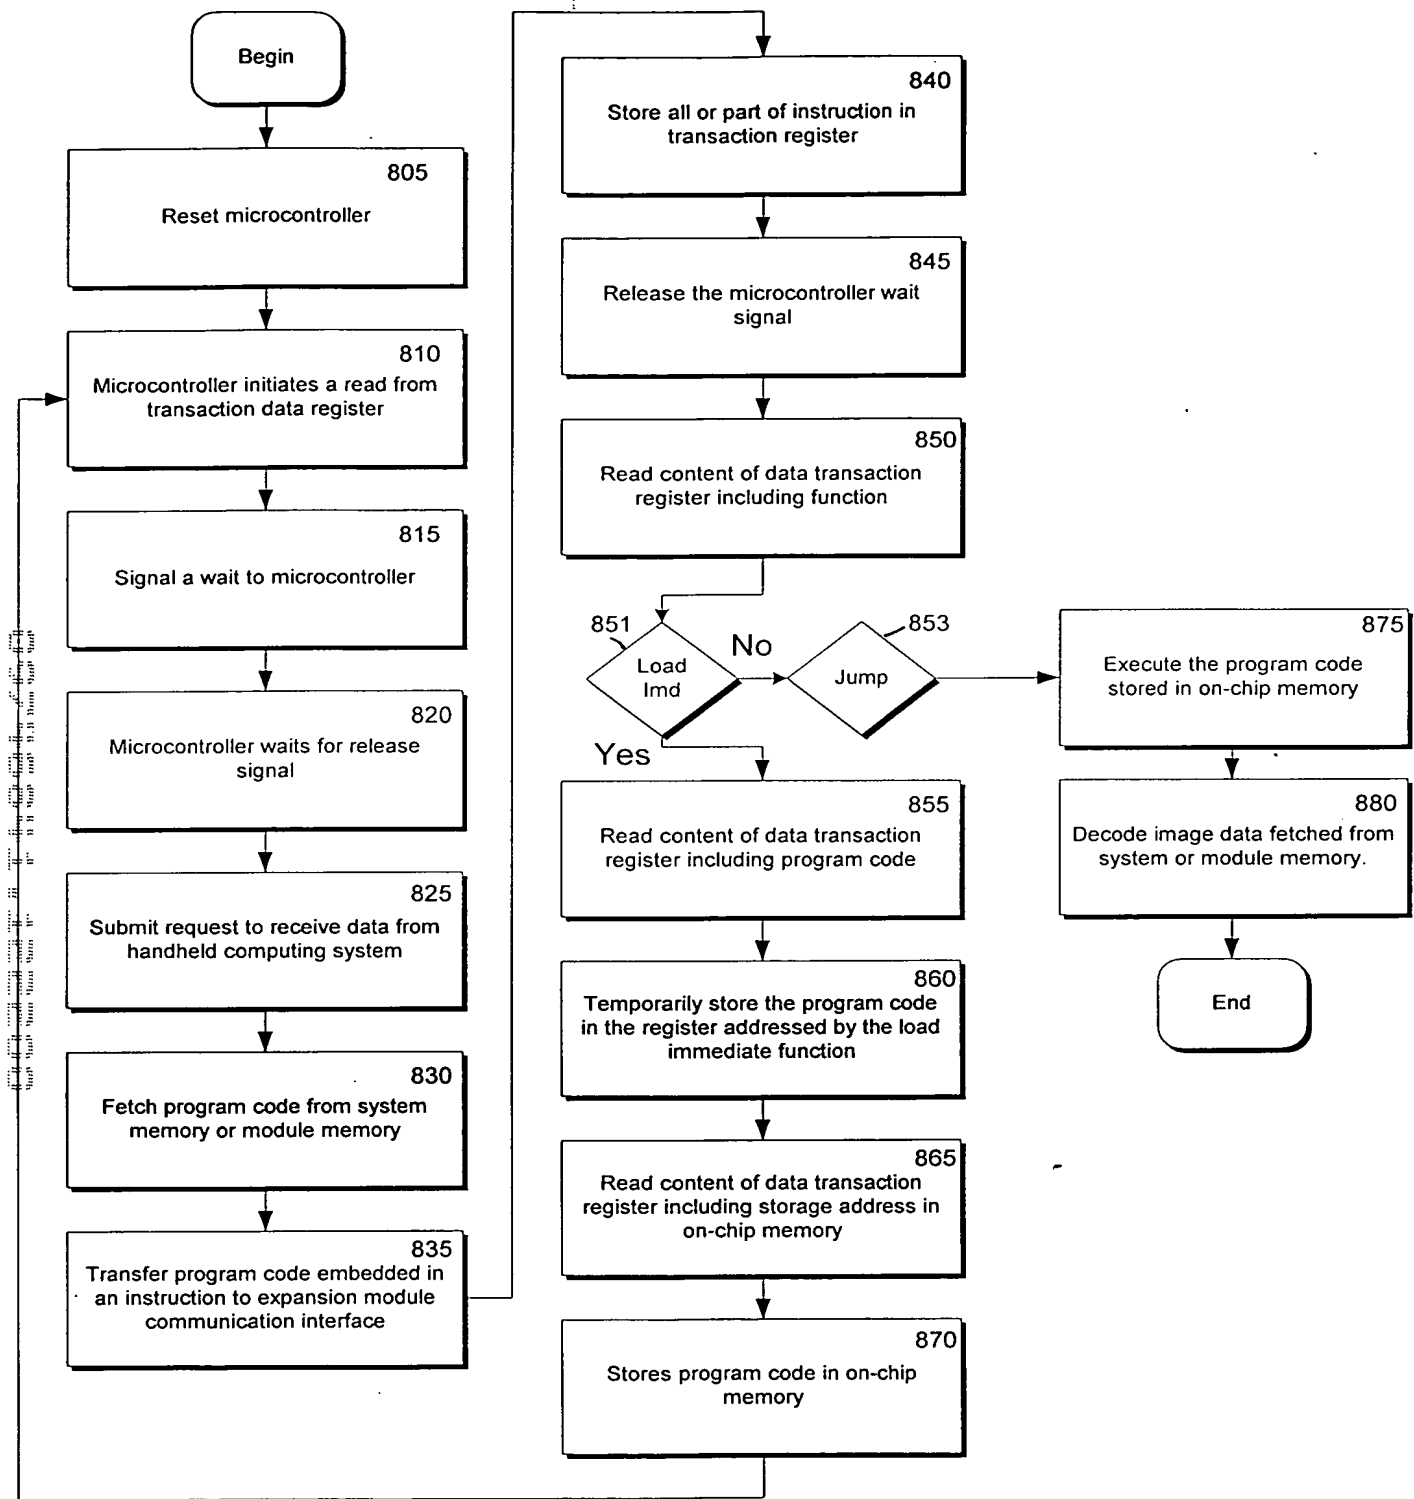 Begin
805
Reset microcontroller
810
Microcontroller initiates a read from
transaction data register
815
Signal a wait to microcontroller
820
Microcontroller waits for release
signal
825
Submit request to receive data from
handheld computing system
830
Fetch program code from system
memory or module memory
835
Transfer program code embedded in
an instruction to expansion module
communication interface
840
Store all or part of instruction in
transaction register
845
Release the microcontroller wait
signal
850
Read content of data transaction
register including function
851
Load
Imd
No
Yes
853
Jump
855
Read content of data transaction
register including program code
860
Temporarily store the program code
in the register addressed by the load
immediate function
865
Read content of data transaction
register including storage address in
on-chip memory
870
Stores program code in on-chip
memory
875
Execute the program code
stored in on-chip memory
880
Decode image data fetched from
system or module memory.
End